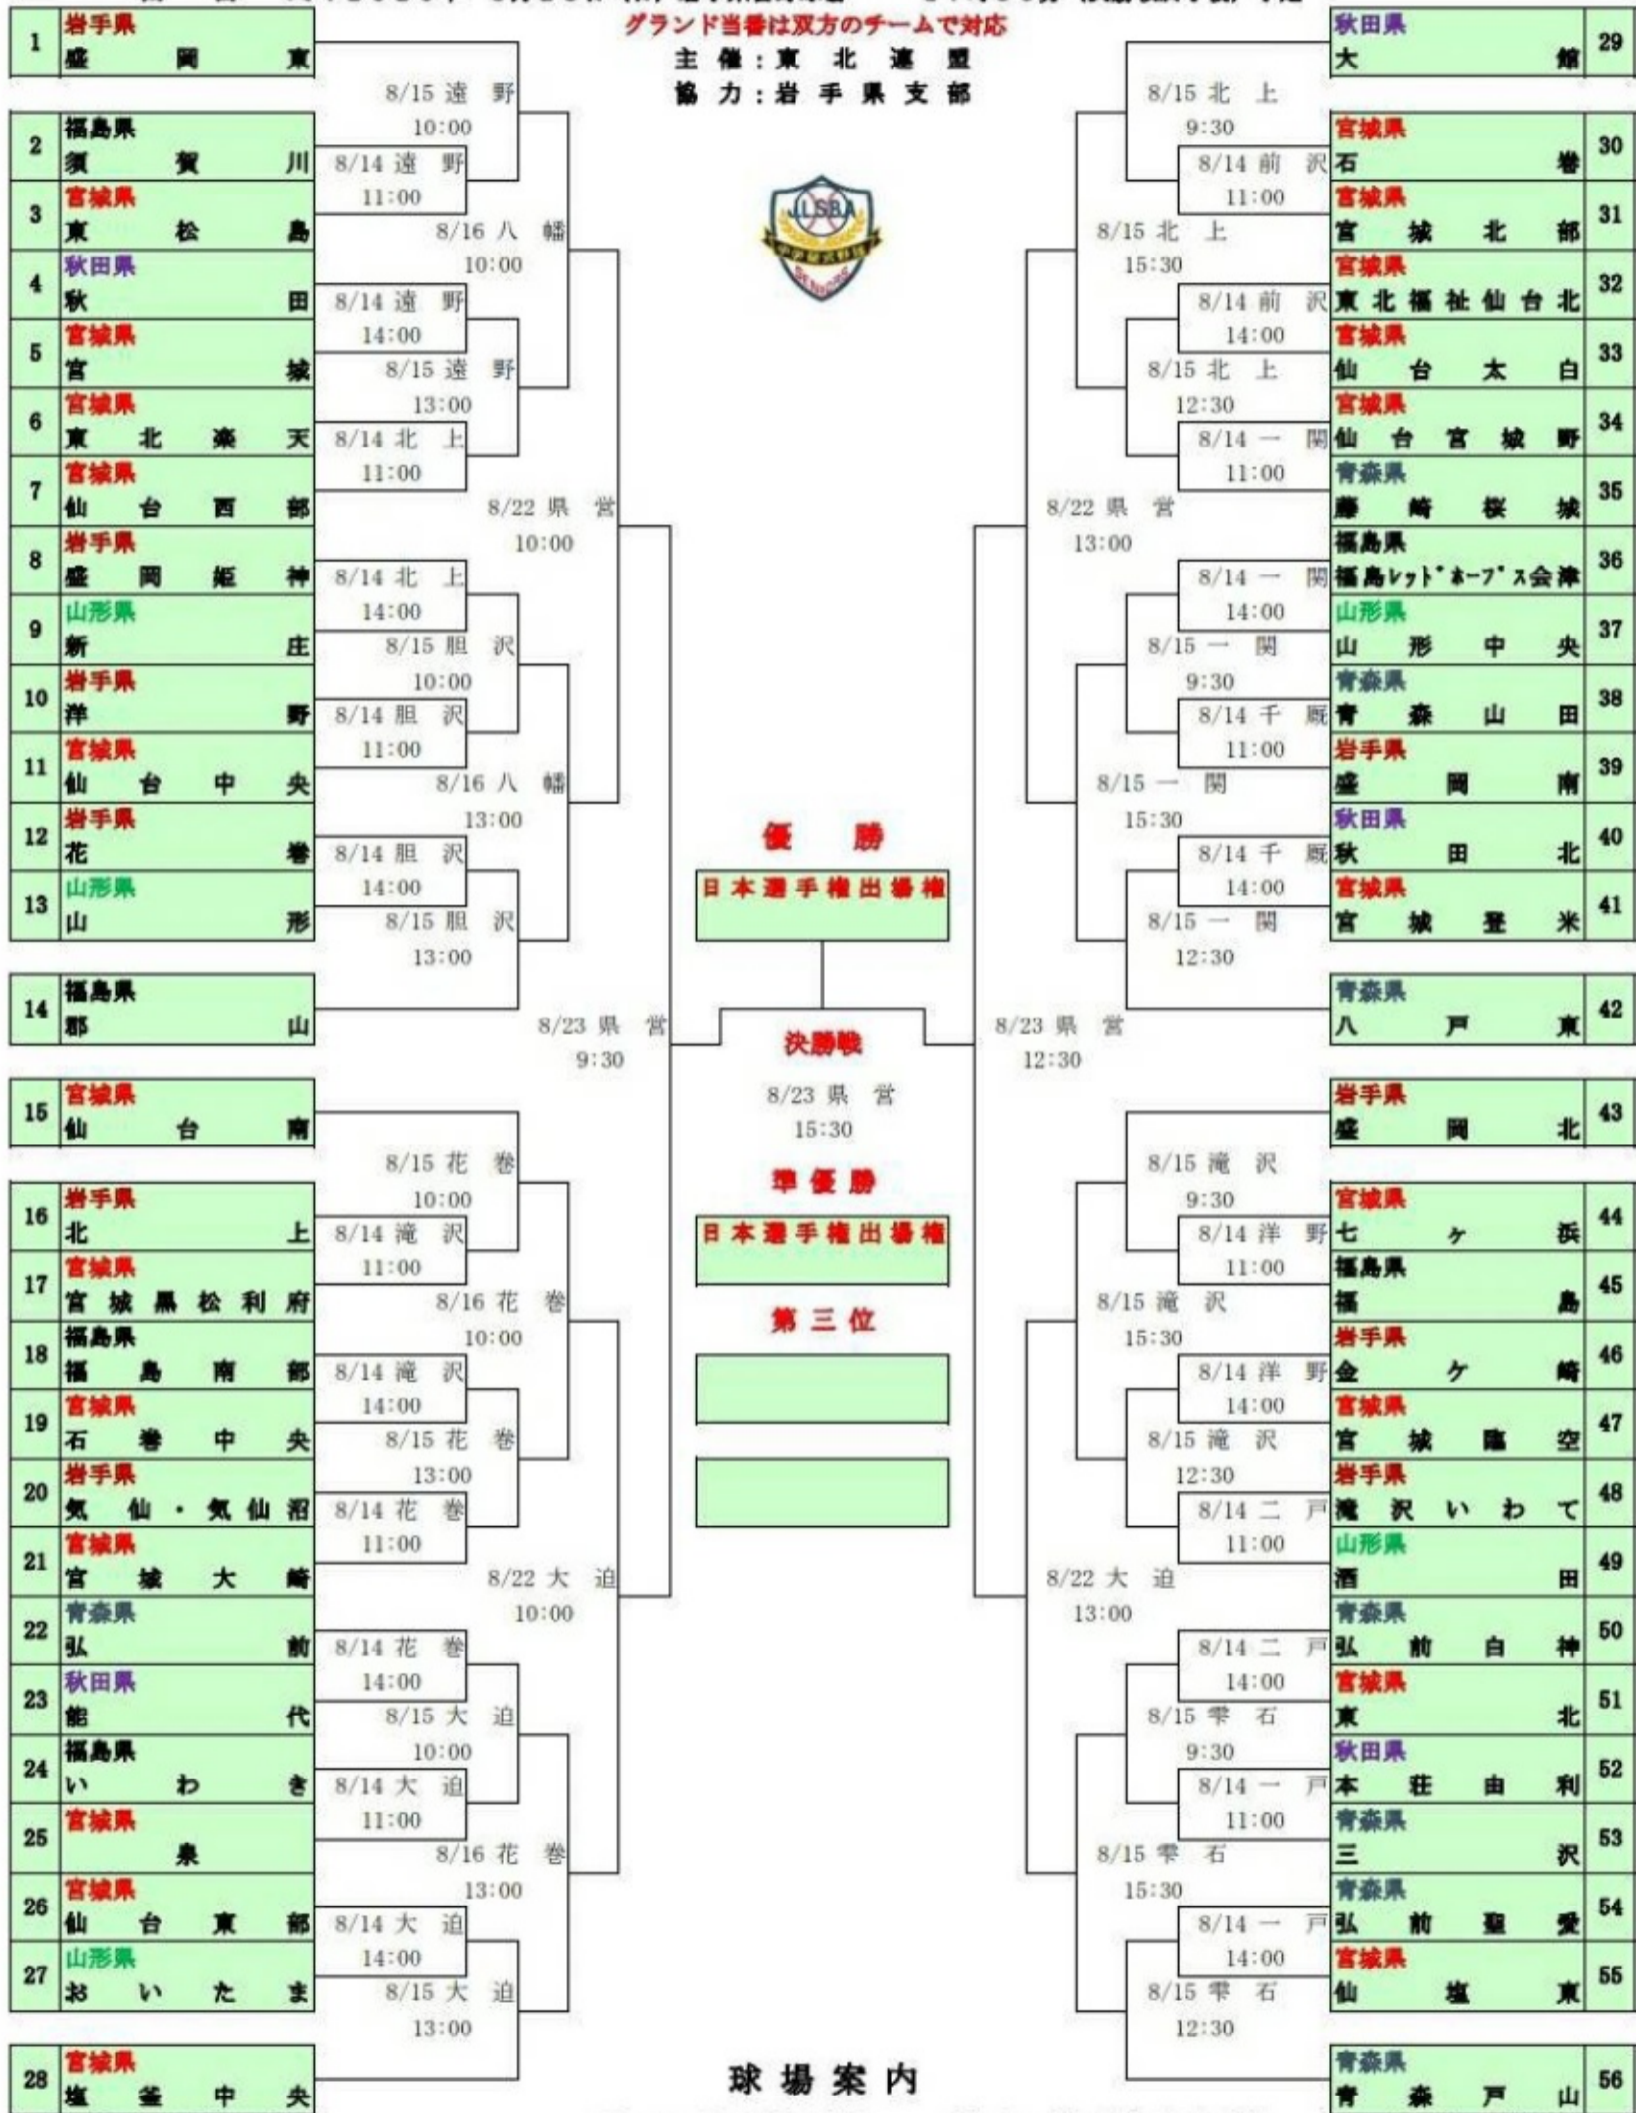 グランド当番は双方のチームで対応
主催：東北連盟
協力：岩手県支部
J.L.S.B.A
1 岩手県
盛岡東
2 福島県
須賀川
3 宮城県
東松島
4 秋田県
秋田
5 宮城県
宮城
6 宮城県
東北楽天
7 宮城県
仙台西部
8 岩手県
盛岡姫神
9 山形県
新庄
10 岩手県
洋野
11 宮城県
仙台中央
12 岩手県
花巻
13 山形県
山形
14 福島県
郡山
15 宮城県
仙台南
16 岩手県
北上
17 宮城県
宮城黒松利府
18 福島県
福島南部
19 宮城県
石巻中央
20 岩手県
気仙・気仙沼
21 宮城県
宮城大崎
22 青森県
弘前
23 秋田県
能代
24 福島県
いわき
25 宮城県
泉
26 宮城県
仙台東部
27 山形県
おいたま
28 宮城県
塩釜中央
8/15 遠野
10:00
8/14 遠野
11:00
8/16 八幡
10:00
8/14 遠野
14:00
8/15 遠野
13:00
8/14 北上
11:00
8/22 県営
10:00
8/14 北上
14:00
8/15 胆沢
10:00
8/14 胆沢
11:00
8/16 八幡
13:00
8/14 胆沢
14:00
8/15 胆沢
13:00
8/23 県営
9:30
8/15 花巻
10:00
8/14 滝沢
11:00
8/16 花巻
10:00
8/14 滝沢
14:00
8/15 花巻
13:00
8/14 花巻
11:00
8/22 大迫
10:00
8/14 花巻
14:00
8/15 大迫
10:00
8/14 大迫
11:00
8/16 花巻
13:00
8/14 大迫
14:00
8/15 大迫
13:00
優勝
日本選手権出場権
決勝戦
8/23 県営
15:30
準優勝
日本選手権出場権
第三位
8/15 北上
9:30
8/14 前沢
11:00
8/15 北上
15:30
8/14 前沢
14:00
8/15 北上
12:30
8/14 一関
11:00
8/22 県営
13:00
8/14 一関
14:00
8/15 一関
9:30
8/14 千厩
11:00
8/15 一関
15:30
8/14 千厩
14:00
8/15 一関
12:30
8/23 県営
12:30
8/15 滝沢
9:30
8/14 洋野
11:00
8/15 滝沢
15:30
8/14 洋野
14:00
8/15 滝沢
12:30
8/14 二戸
11:00
8/22 大迫
13:00
8/14 二戸
14:00
8/15 雫石
9:30
8/14 一戸
11:00
8/15 雫石
15:30
8/14 一戸
14:00
8/15 雫石
12:30
秋田県 29
大館
宮城県 30
石巻
宮城県 31
宮城北部
宮城県 32
東北福祉仙台北
宮城県 33
仙台太白
宮城県 34
仙台宮城野
青森県 35
藤崎桜城
福島県 36
福島ﾚｯﾄﾞﾎｰﾌﾟｽ会津
山形県 37
山形中央
青森県 38
青森山田
岩手県 39
盛岡南
秋田県 40
秋田北
宮城県 41
宮城登米
青森県 42
八戸東
岩手県 43
盛岡北
宮城県 44
七ヶ浜
福島県 45
福島
岩手県 46
金ケ崎
宮城県 47
宮城臨空
岩手県 48
滝沢いわて
山形県 49
酒田
青森県 50
弘前白神
宮城県 51
東北
秋田県 52
本荘由利
青森県 53
三沢
青森県 54
弘前聖愛
宮城県 55
仙塩東
青森県 56
青森戸山
球場案内